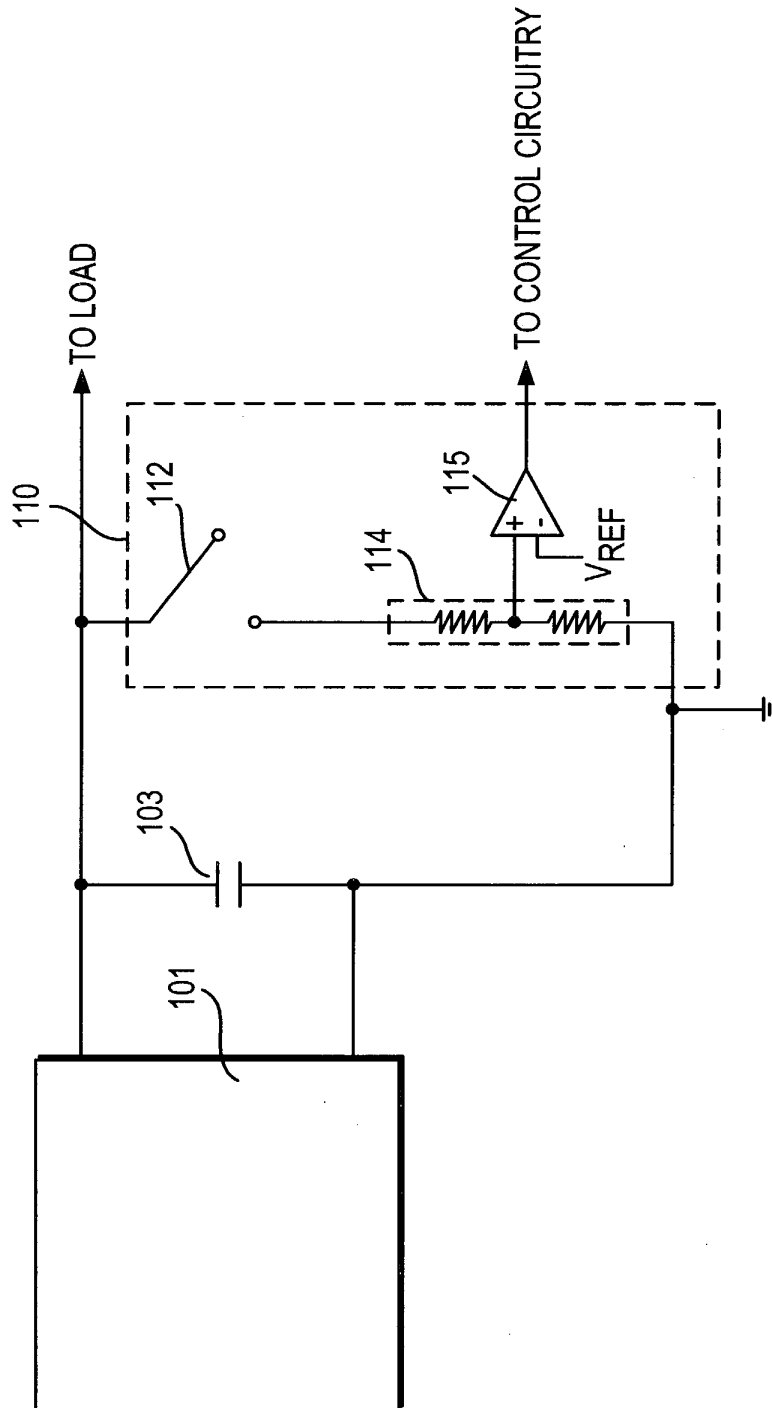 110
TO LOAD
112
103
101
114
115
+
-
VREF
TO CONTROL CIRCUITRY